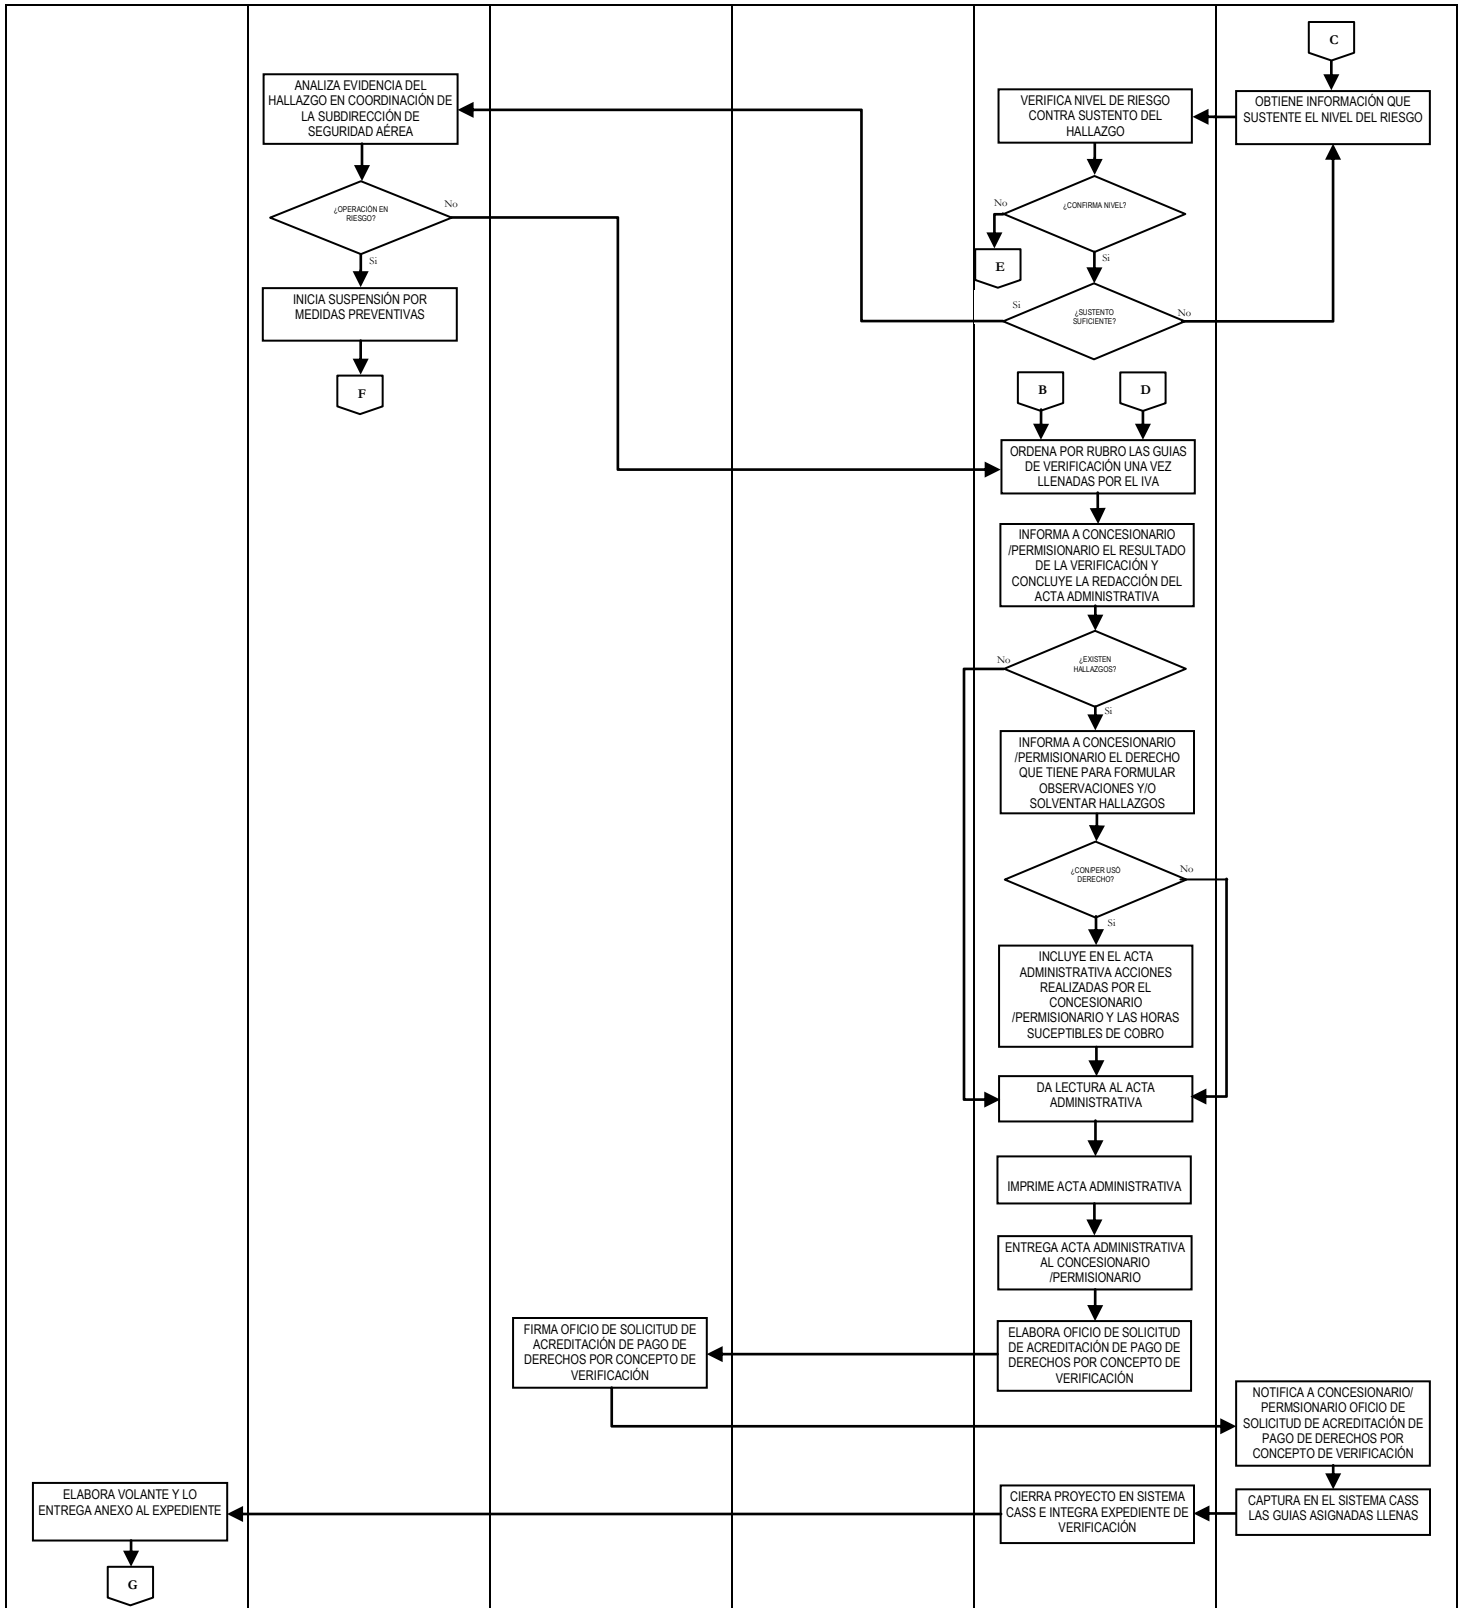 C
ANALIZA EVIDENCIA DEL
HALLAZGO EN COORDINACIÓN DE
LA SUBDIRECCIÓN DE
SEGURIDAD AÉREA
VERIFICA NIVEL DE RIESGO
CONTRA SUSTENTO DEL
HALLAZGO
OBTIENE INFORMACIÓN QUE
SUSTENTE EL NIVEL DEL RIESGO
¿OPERACIÓN EN
RIESGO?
No
Si
¿CONFIRMA NIVEL?
No
Si
E
INICIA SUSPENSIÓN POR
MEDIDAS PREVENTIVAS
¿SUSTENTO
SUFICIENTE?
Si
No
F
B
D
ORDENA POR RUBRO LAS GUIAS
DE VERIFICACIÓN UNA VEZ
LLENADAS POR EL IVA
INFORMA A CONCESIONARIO
/PERMISIONARIO EL RESULTADO
DE LA VERIFICACIÓN Y
CONCLUYE LA REDACCIÓN DEL
ACTA ADMINISTRATIVA
¿EXISTEN
HALLAZGOS?
No
Si
INFORMA A CONCESIONARIO
/PERMISIONARIO EL DERECHO
QUE TIENE PARA FORMULAR
OBSERVACIONES Y/O
SOLVENTAR HALLAZGOS
¿CON/PER USÓ
DERECHO?
No
Si
INCLUYE EN EL ACTA
ADMINISTRATIVA ACCIONES
REALIZADAS POR EL
CONCESIONARIO
/PERMISIONARIO Y LAS HORAS
SUCEPTIBLES DE COBRO
DA LECTURA AL ACTA
ADMINISTRATIVA
IMPRIME ACTA ADMINISTRATIVA
ENTREGA ACTA ADMINISTRATIVA
AL CONCESIONARIO
/PERMISIONARIO
ELABORA OFICIO DE SOLICITUD
DE ACREDITACIÓN DE PAGO DE
DERECHOS POR CONCEPTO DE
VERIFICACIÓN
FIRMA OFICIO DE SOLICITUD DE
ACREDITACIÓN DE PAGO DE
DERECHOS POR CONCEPTO DE
VERIFICACIÓN
NOTIFICA A CONCESIONARIO/
PERMSIONARIO OFICIO DE
SOLICITUD DE ACREDITACIÓN DE
PAGO DE DERECHOS POR
CONCEPTO DE VERIFICACIÓN
CAPTURA EN EL SISTEMA CASS
LAS GUIAS ASIGNADAS LLENAS
CIERRA PROYECTO EN SISTEMA
CASS E INTEGRA EXPEDIENTE DE
VERIFICACIÓN
ELABORA VOLANTE Y LO
ENTREGA ANEXO AL EXPEDIENTE
G